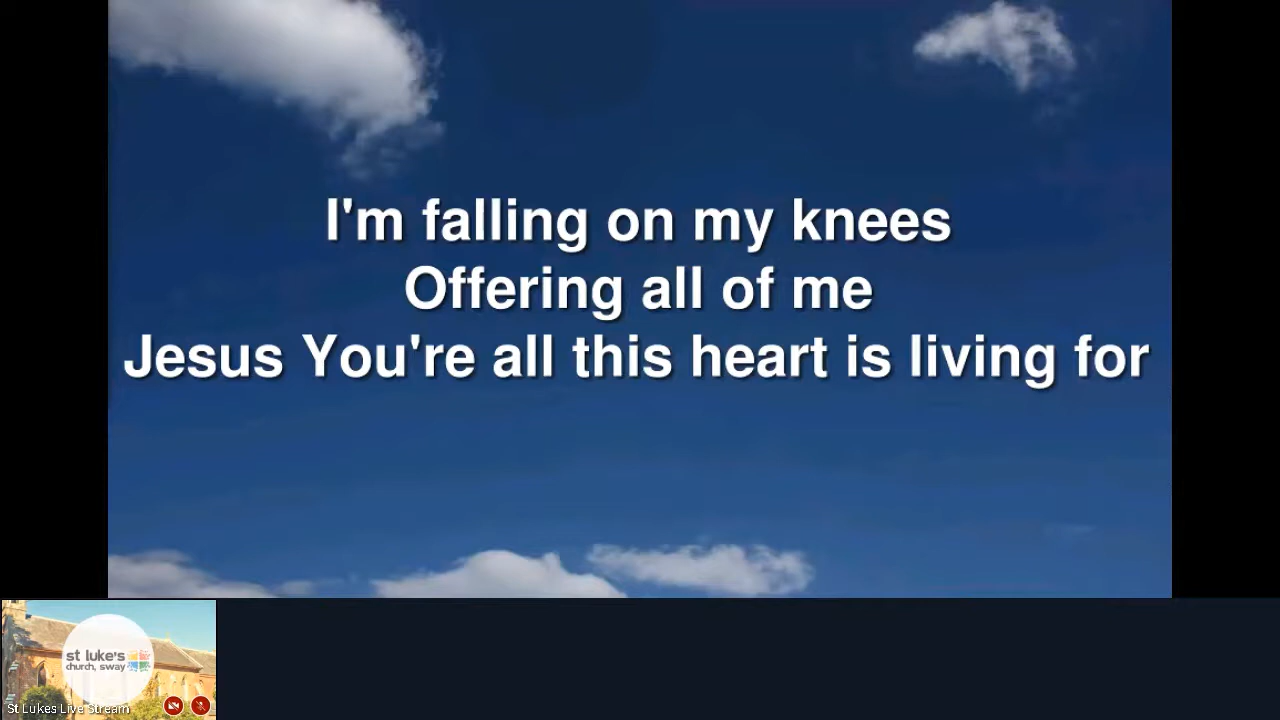 I'm falling on my knees
Offering all of me
Jesus You're all this heart is living for
st luke's
church, sway
St Lukes Live Stream